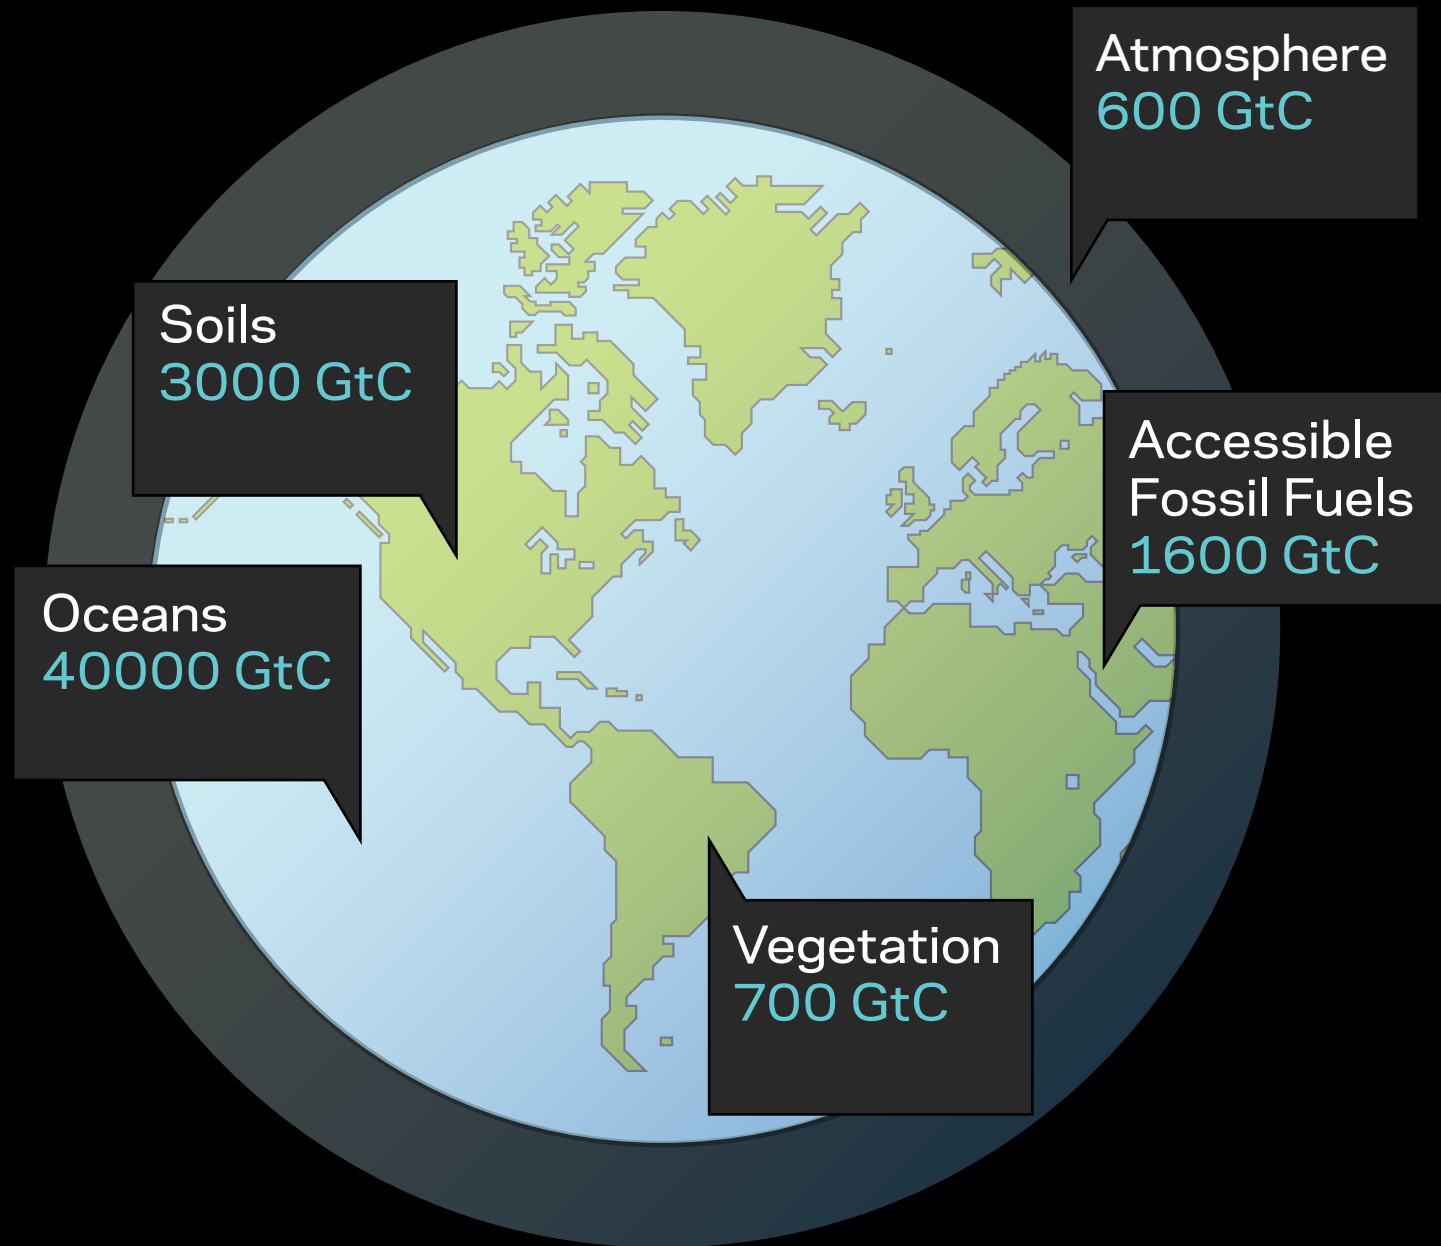 Atmosphere
600 GtC
Soils
3000 GtC
Accessible
Fossil Fuels
1600 GtC
Oceans
40000 GtC
Vegetation
700 GtC